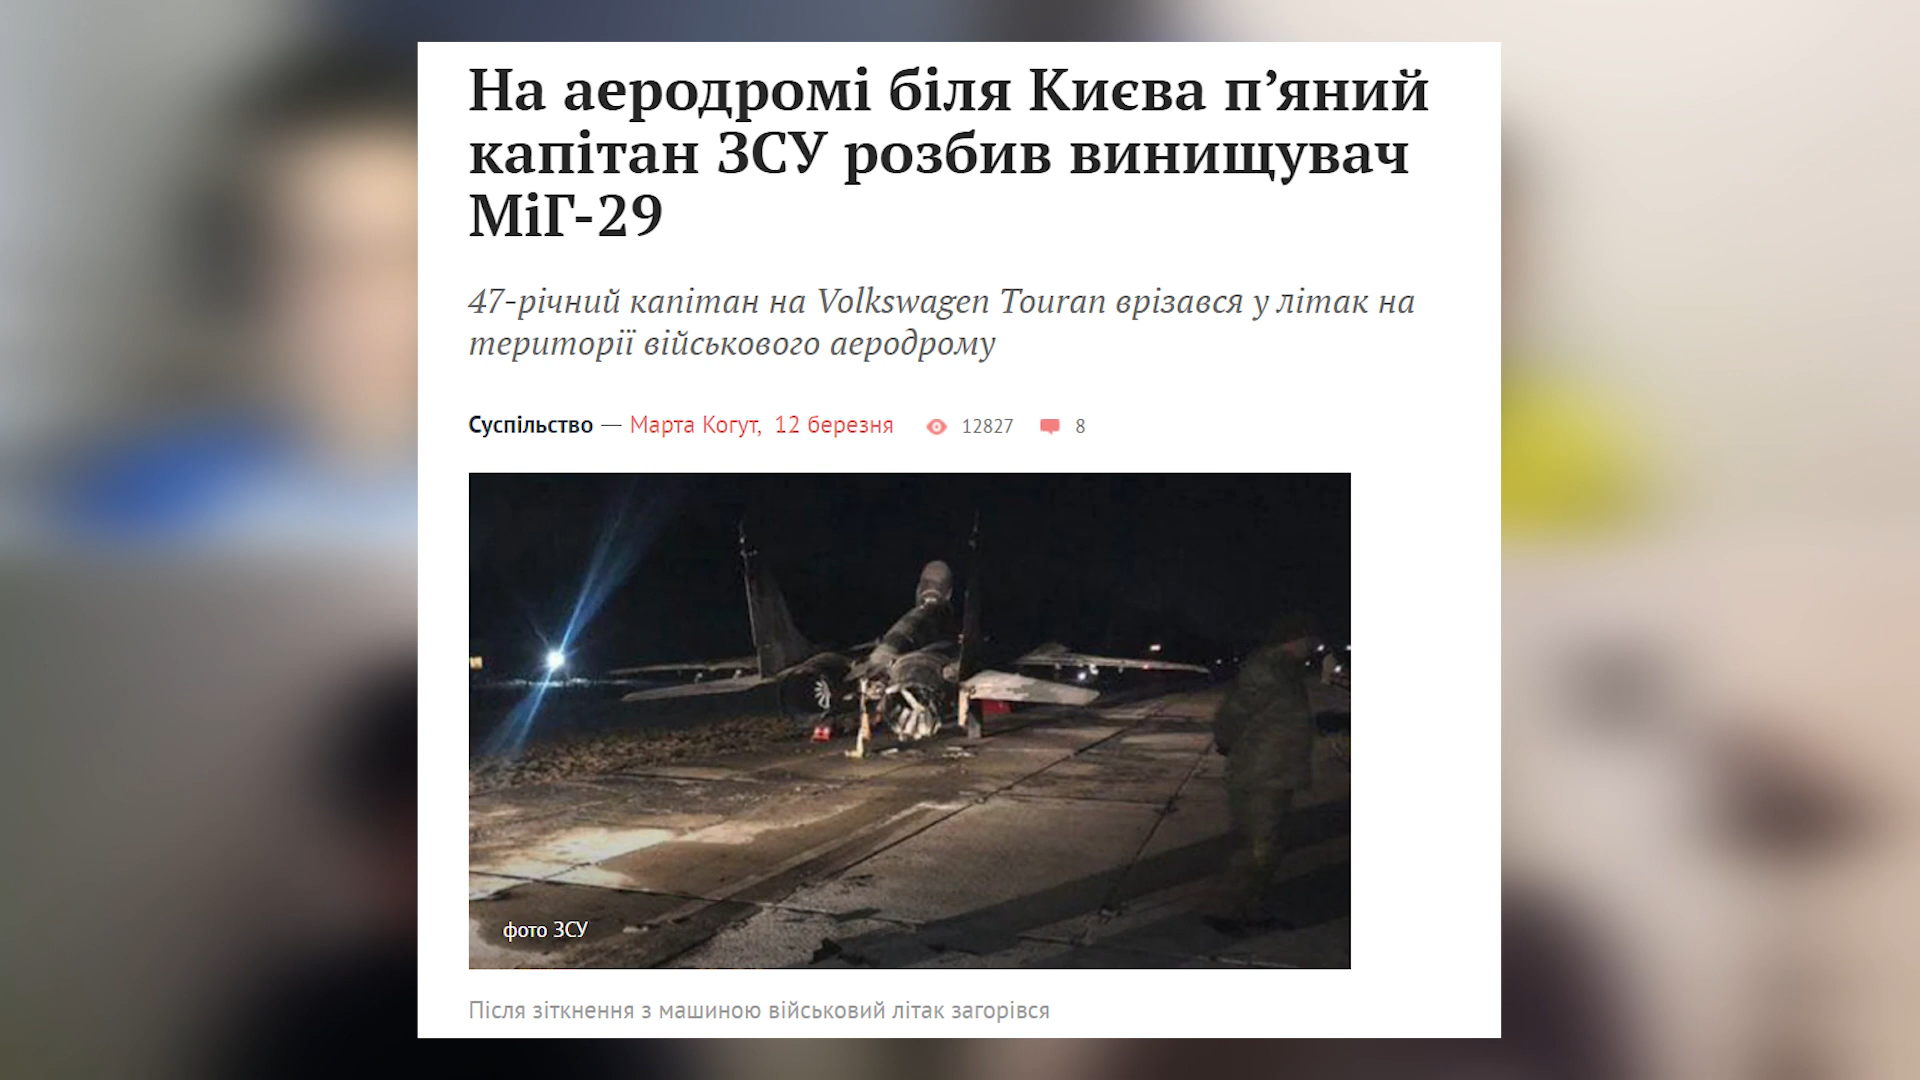 На аеродромі біля Києва п’яний
капітан ЗСУ розбив винищувач
МіГ-29
47-річний капітан на Volkswagen Touran врізався у літак на
території військового аеродрому
Суспільство — Марта Когут, 12 березня 12827 8
фото ЗСУ
Після зіткнення з машиною військовий літак загорівся